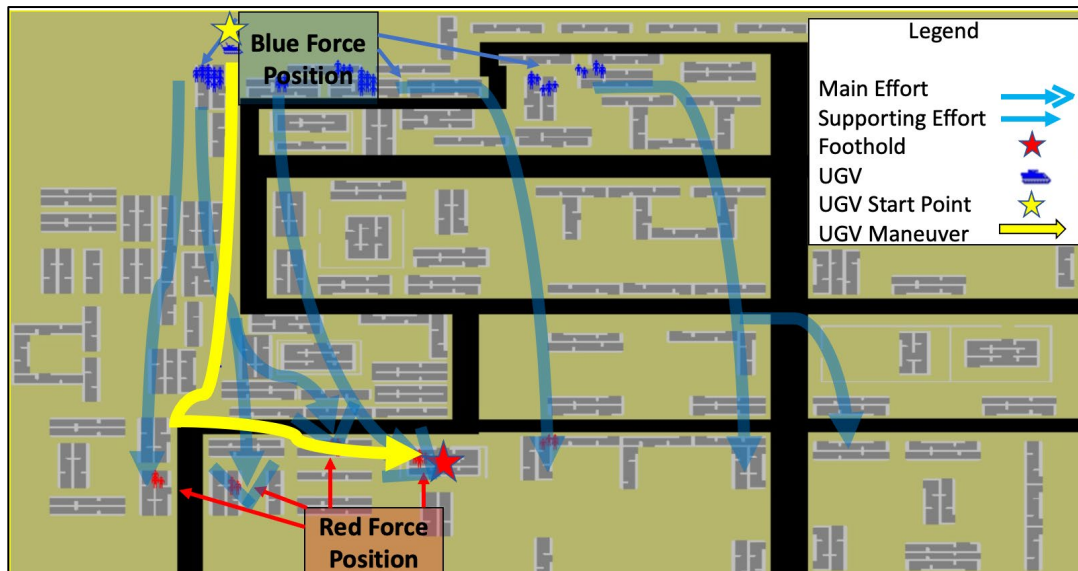 Blue Force
Position
Legend
Main Effort
Supporting Effort
Foothold
UGV
UGV Start Point
UGV Maneuver
Red Force
Position